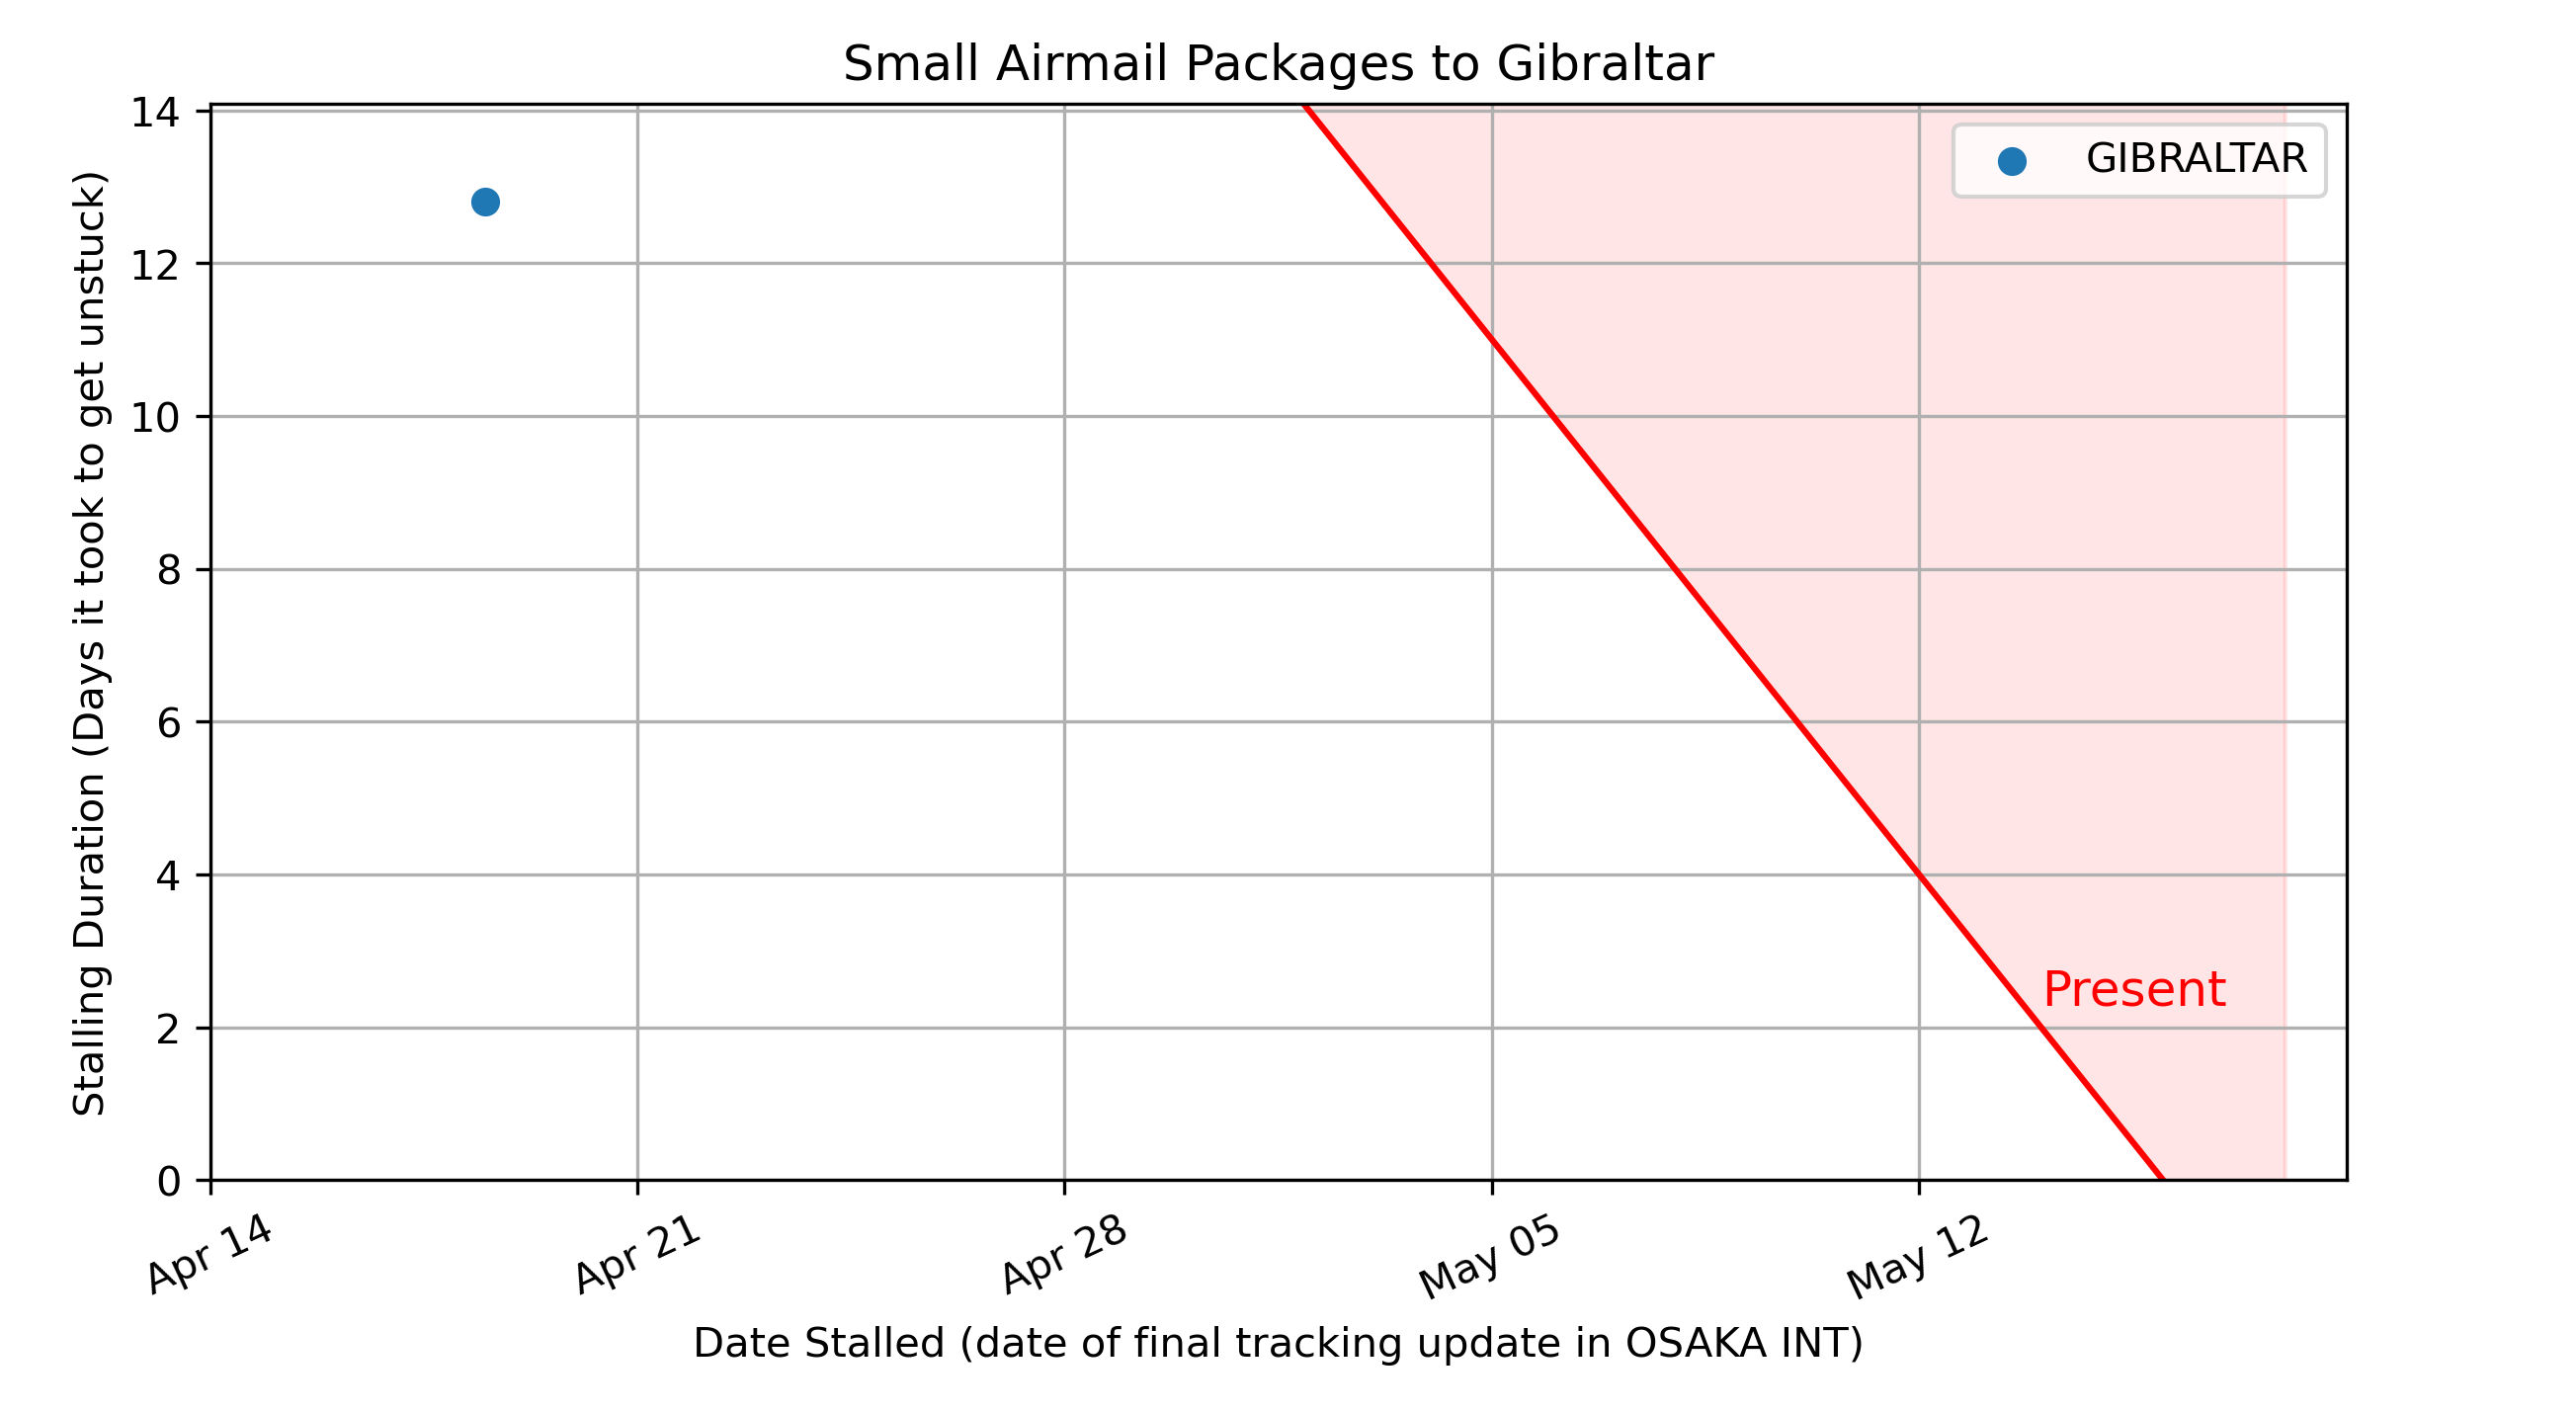 Small Airmail Packages to Gibraltar
Stalling Duration (Days it took to get unstuck)
14
12
10
8
6
4
2
0
GIBRALTAR
Present
Apr 14
Apr 21
Apr 28
May 05
May 12
Date Stalled (date of final tracking update in OSAKA INT)